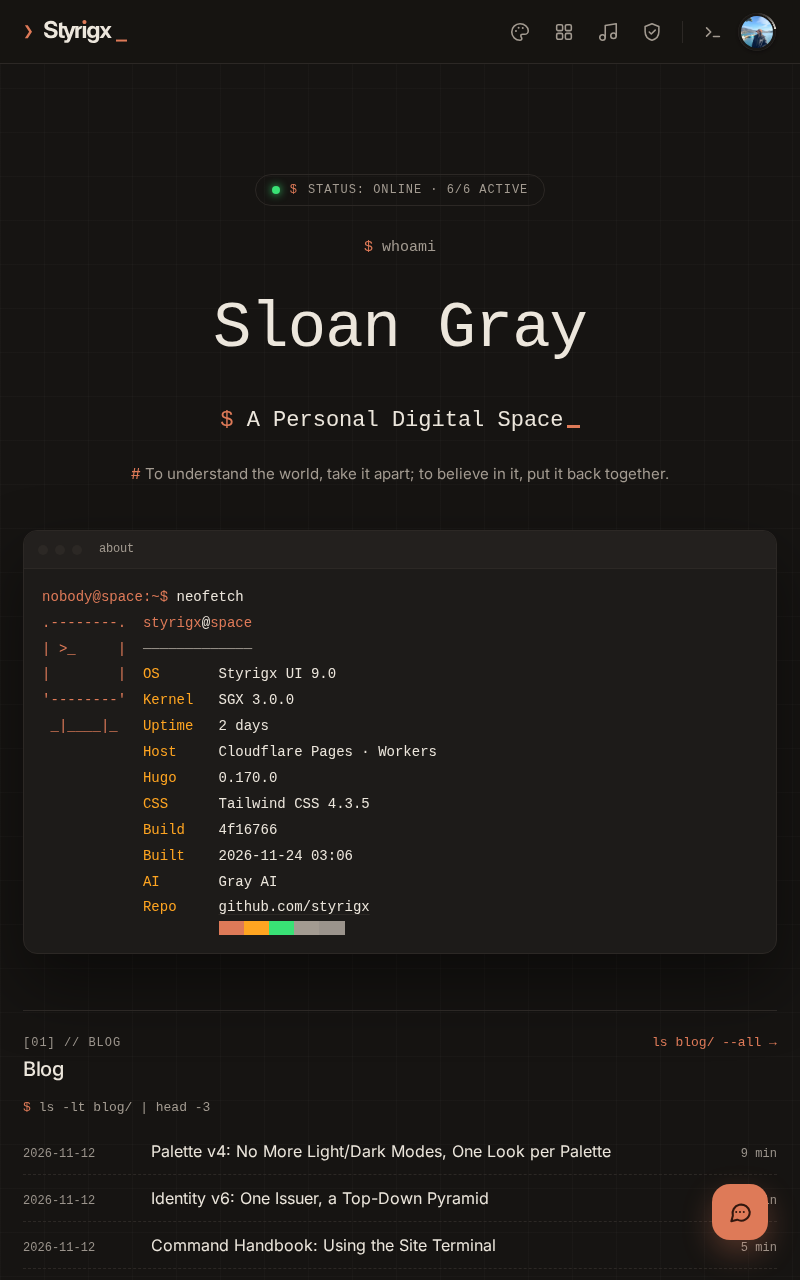 ❯ Styrigx _
$ STATUS: ONLINE · 6/6 ACTIVE
$ whoami
Sloan Gray
$ A Personal Digital Space_
# To understand the world, take it apart; to believe in it, put it back together.
about
nobody@space:~$ neofetch
.--------. styrigx@space
| >_     | ─────────────
|        | OS Styrigx UI 9.0
'--------' Kernel SGX 3.0.0
_|____|_ Uptime 2 days
Host Cloudflare Pages · Workers
Hugo 0.170.0
CSS Tailwind CSS 4.3.5
Build 4f16766
Built 2026-11-24 03:06
AI Gray AI
Repo github.com/styrigx
[01] // BLOG ls blog/ --all →
Blog
$ ls -lt blog/ | head -3
2026-11-12 Palette v4: No More Light/Dark Modes, One Look per Palette 9 min
2026-11-12 Identity v6: One Issuer, a Top-Down Pyramid
2026-11-12 Command Handbook: Using the Site Terminal 5 min